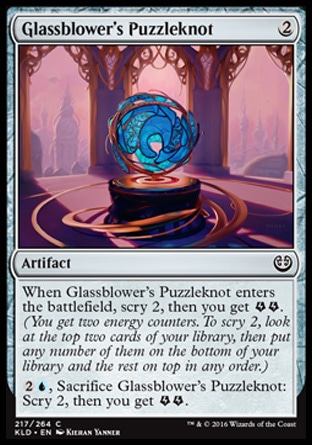 Glassblower's Puzzleknot 2
Artifact
When Glassblower's Puzzleknot enters
the battlefield, scry 2, then you get
(You get two energy counters. To scry 2, look
at the top two cards of your library, then put
any number of them on the bottom of your
library and the rest on top in any order.)
2 , Sacrifice Glassblower's Puzzleknot:
Scry 2, then you get .
217/264 C
KLD • EN Kieran Yanner
™ & © 2016 Wizards of the Coast